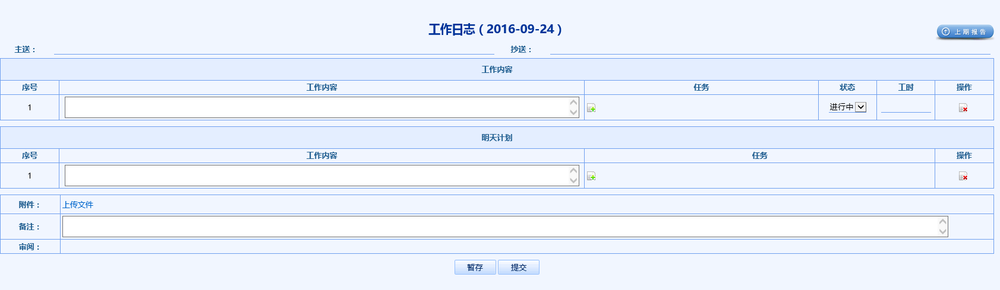 工作日志（2016-09-24）
上期报告
主送： 抄送：
工作内容
序号 工作内容 任务 状态 工时 操作
1 进行中
明天计划
序号 工作内容 任务 操作
1
附件： 上传文件
备注：
审阅：
暂存 提交